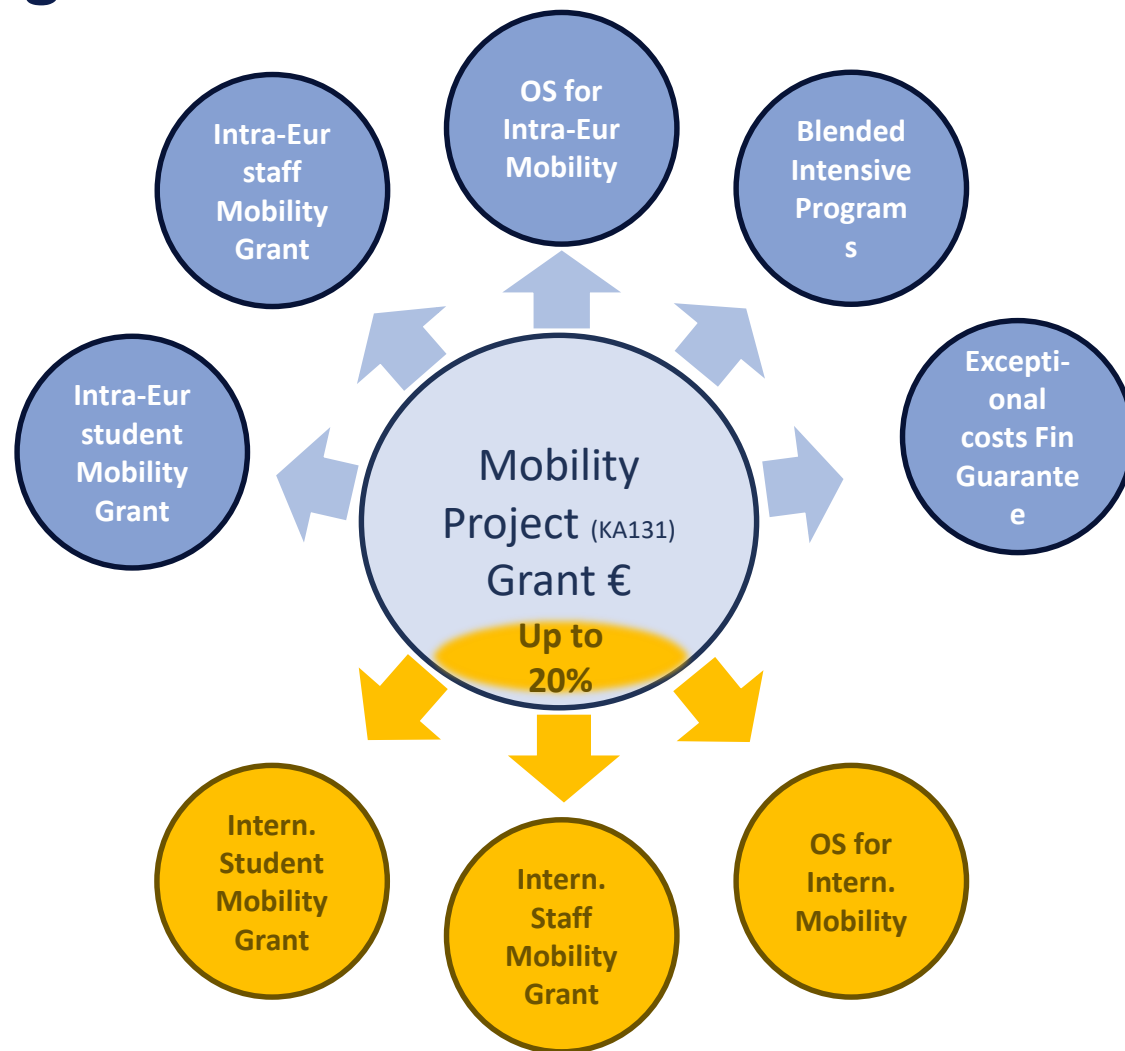 OS for
Intra-Eur
Mobility
Intra-Eur
staff
Mobility
Grant
Blended
Intensive
Program
s
Intra-Eur
student
Mobility
Grant
Excepti-
onal
costs Fin
Guarante
e
Mobility
Project (KA131)
Grant €
Up to
20%
Intern.
Student
Mobility
Grant
Intern.
Staff
Mobility
Grant
OS for
Intern.
Mobility